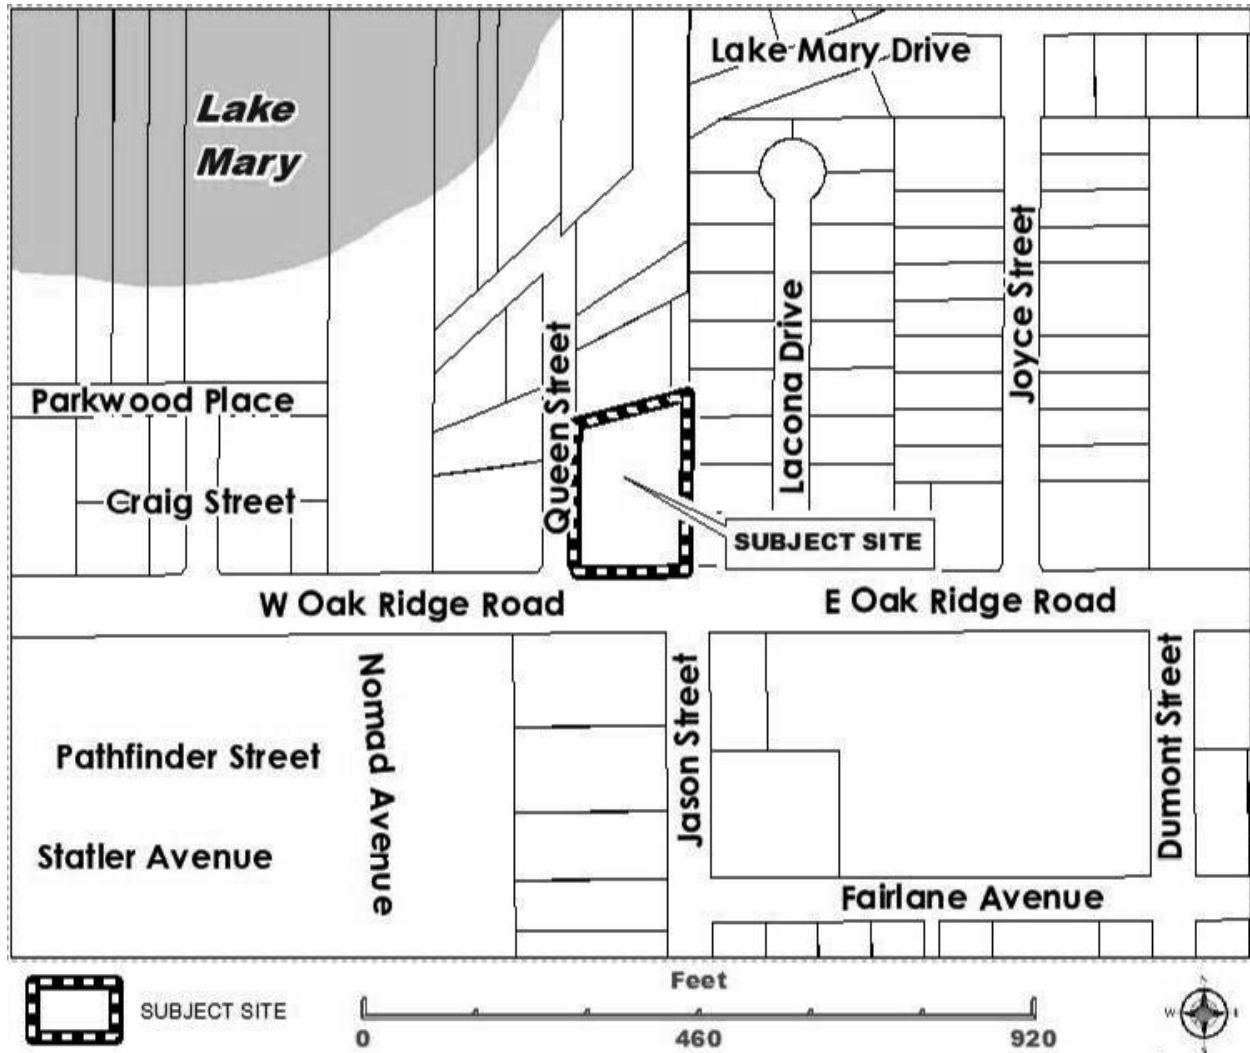 Lake Mary Drive
Lake
Mary
Joyce Street
Lacona Drive
Queen Street
Parkwood Place
Craig Street
SUBJECT SITE
W Oak Ridge Road
E Oak Ridge Road
Nomad Avenue
Jason Street
Dumont Street
Pathfinder Street
Statler Avenue
Fairlane Avenue
SUBJECT SITE
Feet
0
460
920
N
W
E
S